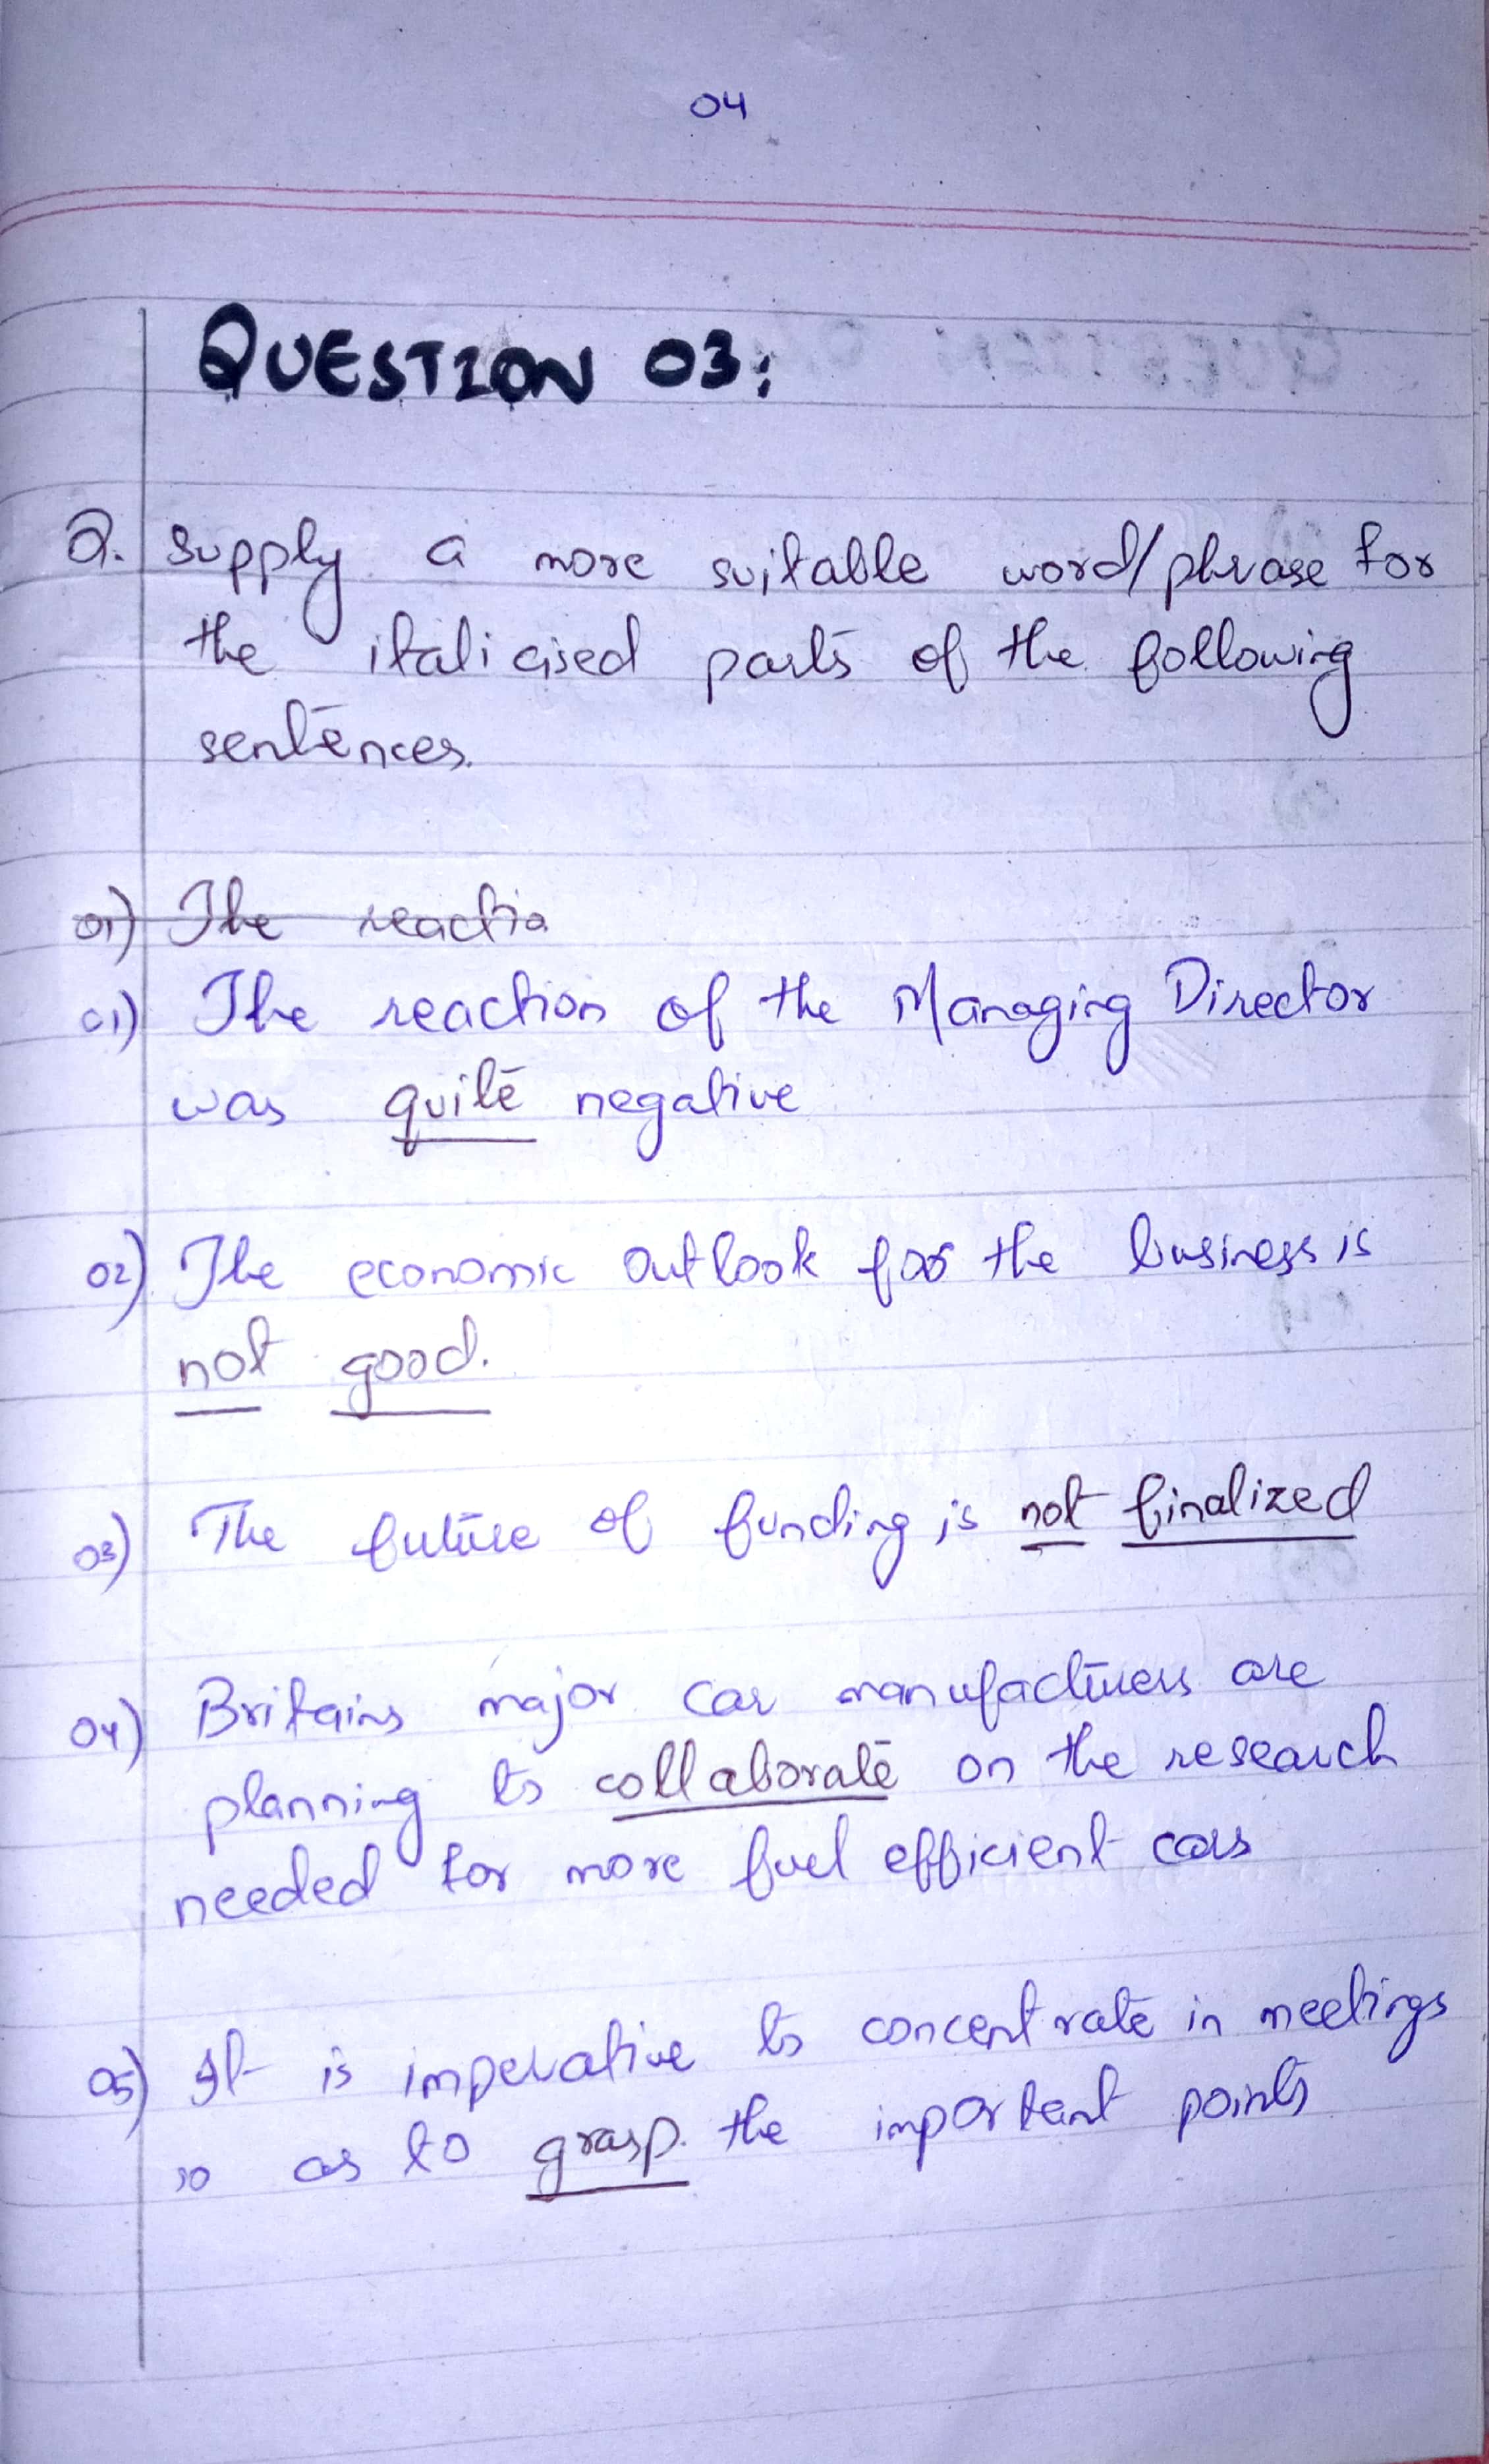 04
QUESTION 03:
Q. Supply a more suitable word/phrase for
the italicised parts of the following
sentences.
01) The reactio
01) The reaction of the Managing Director
was quite negative
02) The economic outlook for the business is
not good.
03) The future of funding is not finalized
04) Britains major car manufacturers are
planning to collaborate on the research
needed for more fuel efficient cars
05) It is imperative to concentrate in meetings
so as to grasp. the important points